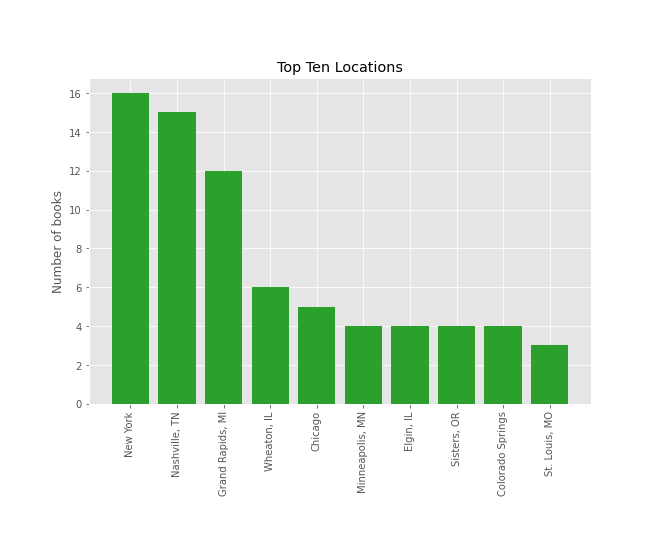 Top Ten Locations
Number of books
16
14
12
10
8
6
4
2
0
New York
Nashville, TN
Grand Rapids, MI
Wheaton, IL
Chicago
Minneapolis, MN
Elgin, IL
Sisters, OR
Colorado Springs
St. Louis, MO